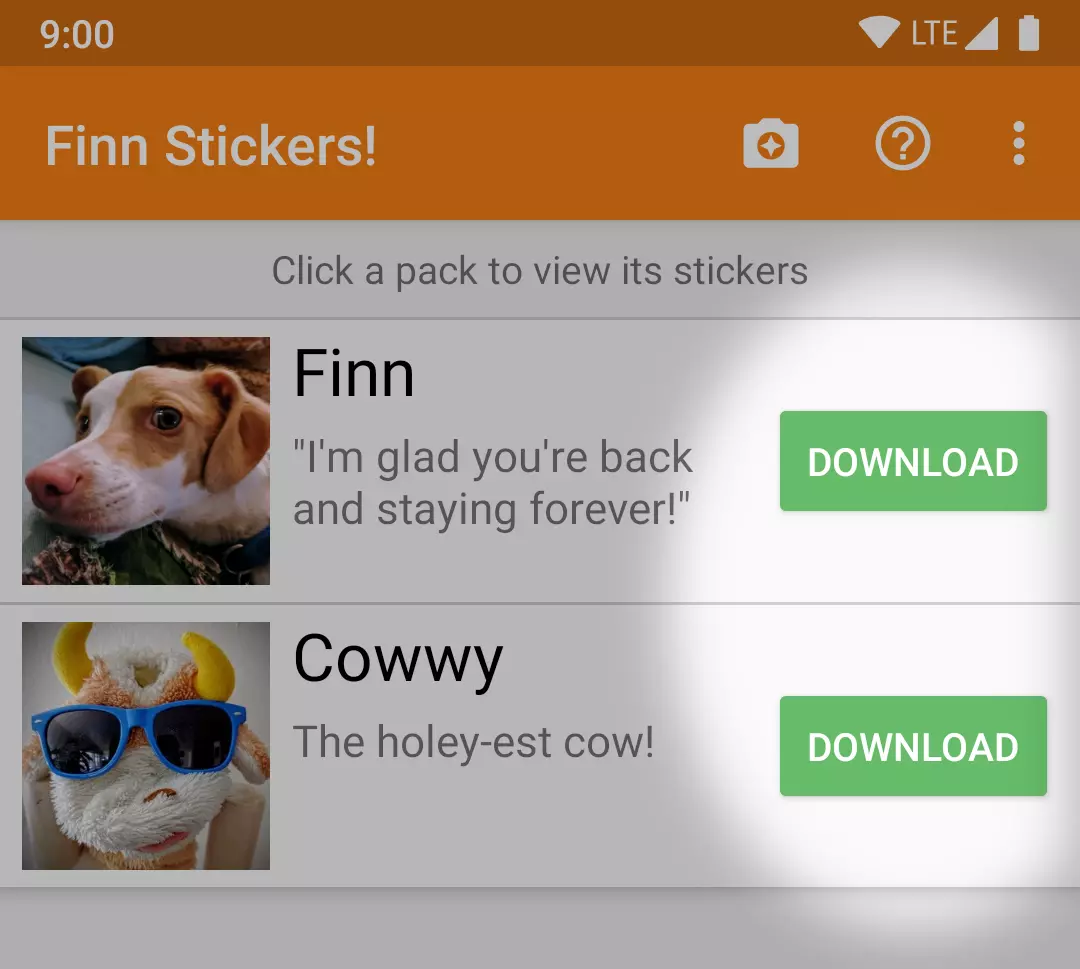 9:00
LTE
Finn Stickers!
Click a pack to view its stickers
Finn
"I'm glad you're back
and staying forever!"
DOWNLOAD
Cowwy
The holey-est cow!
DOWNLOAD